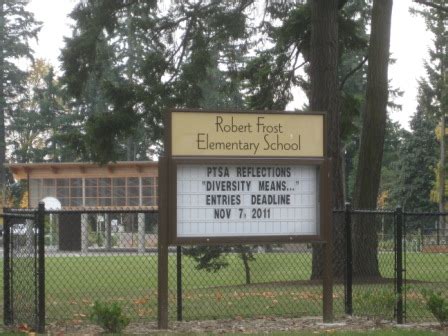 Robert Frost
Elementary School
PTSA REFLECTIONS
"DIVERSITY MEANS..."
ENTRIES DEADLINE
NOV 7, 2011